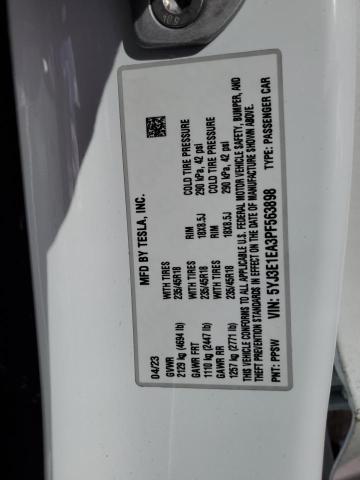 MFD BY TESLA, INC.
04/23
GVWR
2129 kg (4694 lb)
WITH TIRES
235/45R18
RIM
18X8.5J
COLD TIRE PRESSURE
290 kPa, 42 psi
GAWR FRT
1110 kg (2447 lb)
WITH TIRES
235/45R18
RIM
18X8.5J
COLD TIRE PRESSURE
290 kPa, 42 psi
GAWR RR
1257 kg (2771 lb)
THIS VEHICLE CONFORMS TO ALL APPLICABLE U.S. FEDERAL MOTOR VEHICLE SAFETY, BUMPER, AND
THEFT PREVENTION STANDARDS IN EFFECT ON THE DATE OF MANUFACTURE SHOWN ABOVE.
VIN: 5YJ3E1EA3PF563898
TYPE: PASSENGER CAR
PNT: PPSW